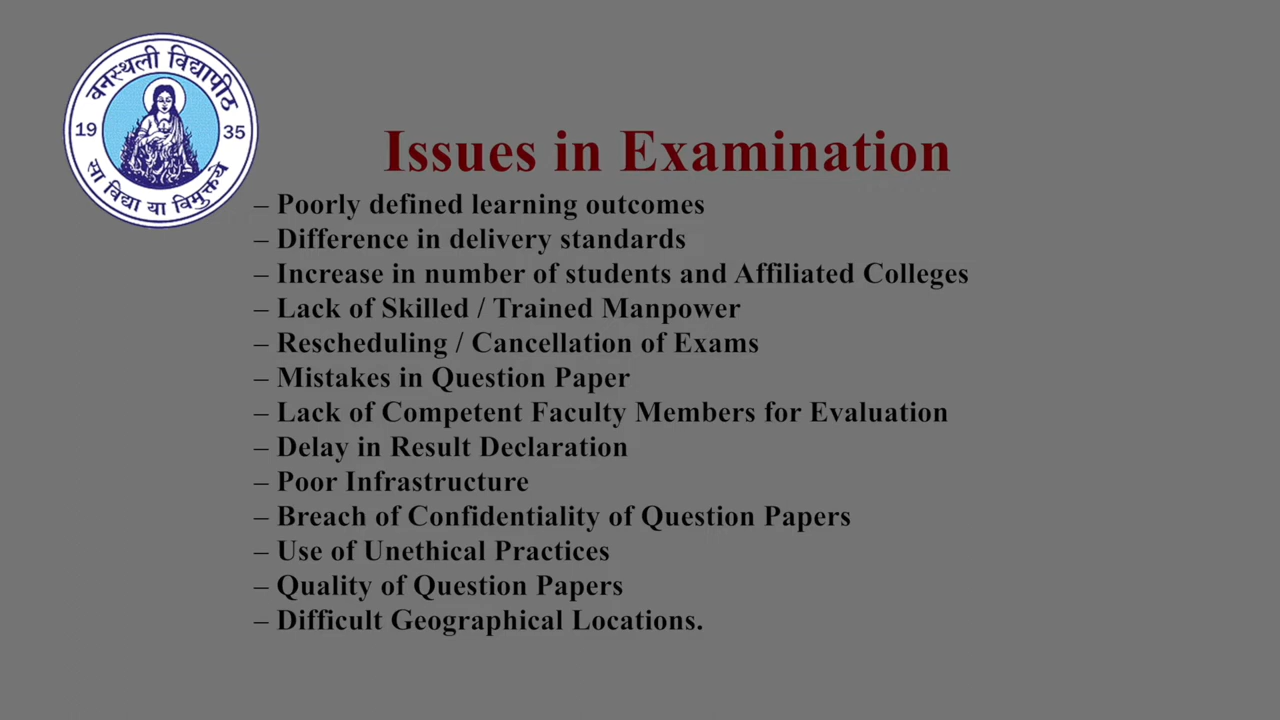 वनस्थली विद्यापीठ
19 35
सा विद्या या विमुक्तये
Issues in Examination
– Poorly defined learning outcomes
– Difference in delivery standards
– Increase in number of students and Affiliated Colleges
– Lack of Skilled / Trained Manpower
– Rescheduling / Cancellation of Exams
– Mistakes in Question Paper
– Lack of Competent Faculty Members for Evaluation
– Delay in Result Declaration
– Poor Infrastructure
– Breach of Confidentiality of Question Papers
– Use of Unethical Practices
– Quality of Question Papers
– Difficult Geographical Locations.